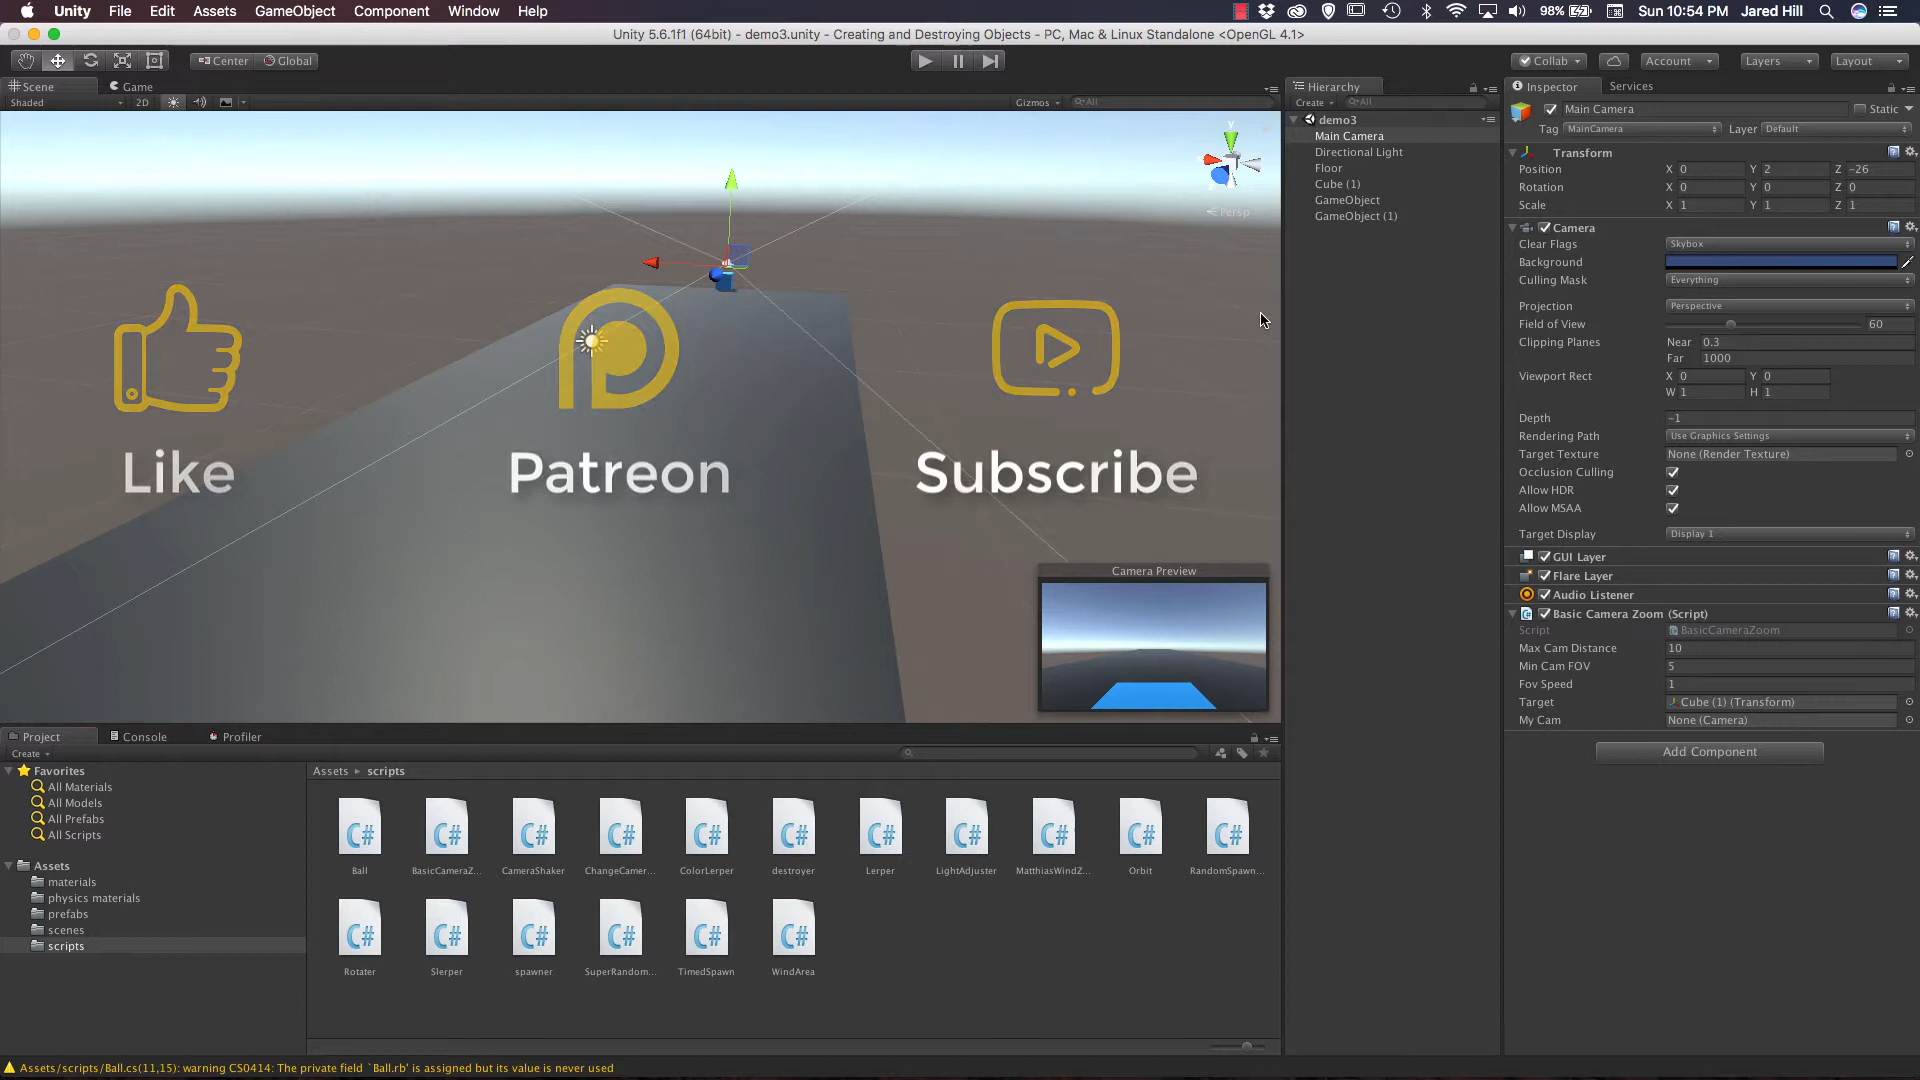 Unity File Edit Assets GameObject Component Window Help 98% Sun 10:54 PM Jared Hill
Unity 5.6.1f1 (64bit) - demo3.unity - Creating and Destroying Objects - PC, Mac & Linux Standalone <OpenGL 4.1>
Center Global Collab Account Layers Layout
Scene Game
Shaded 2D Gizmos All
y
Persp
Like
Patreon
Subscribe
Camera Preview
Hierarchy
Create All
demo3
Main Camera
Directional Light
Floor
Cube (1)
GameObject
GameObject (1)
Inspector Services
Main Camera Static
Tag MainCamera Layer Default
Transform
Position X 0 Y 2 Z -26
Rotation X 0 Y 0 Z 0
Scale X 1 Y 1 Z 1
Camera
Clear Flags Skybox
Background
Culling Mask Everything
Projection Perspective
Field of View 60
Clipping Planes Near 0.3
Far 1000
Viewport Rect X 0 Y 0
W 1 H 1
Depth -1
Rendering Path Use Graphics Settings
Target Texture None (Render Texture)
Occlusion Culling
Allow HDR
Allow MSAA
Target Display Display 1
GUI Layer
Flare Layer
Audio Listener
Basic Camera Zoom (Script)
Script BasicCameraZoom
Max Cam Distance 10
Min Cam FOV 5
Fov Speed 1
Target Cube (1) (Transform)
My Cam None (Camera)
Add Component
Project Console Profiler
Create
Favorites
All Materials
All Models
All Prefabs
All Scripts
Assets
materials
physics materials
prefabs
scenes
scripts
Assets scripts
C# C# C# C# C# C# C# C# C# C# C#
Ball BasicCameraZ... CameraShaker ChangeCamer... ColorLerper destroyer Lerper LightAdjuster MatthiasWindZ... Orbit RandomSpawn...
C# C# C# C# C# C#
Rotater Slerper spawner SuperRandom... TimedSpawn WindArea
Assets/scripts/Ball.cs(11,15): warning CS0414: The private field `Ball.rb' is assigned but its value is never used